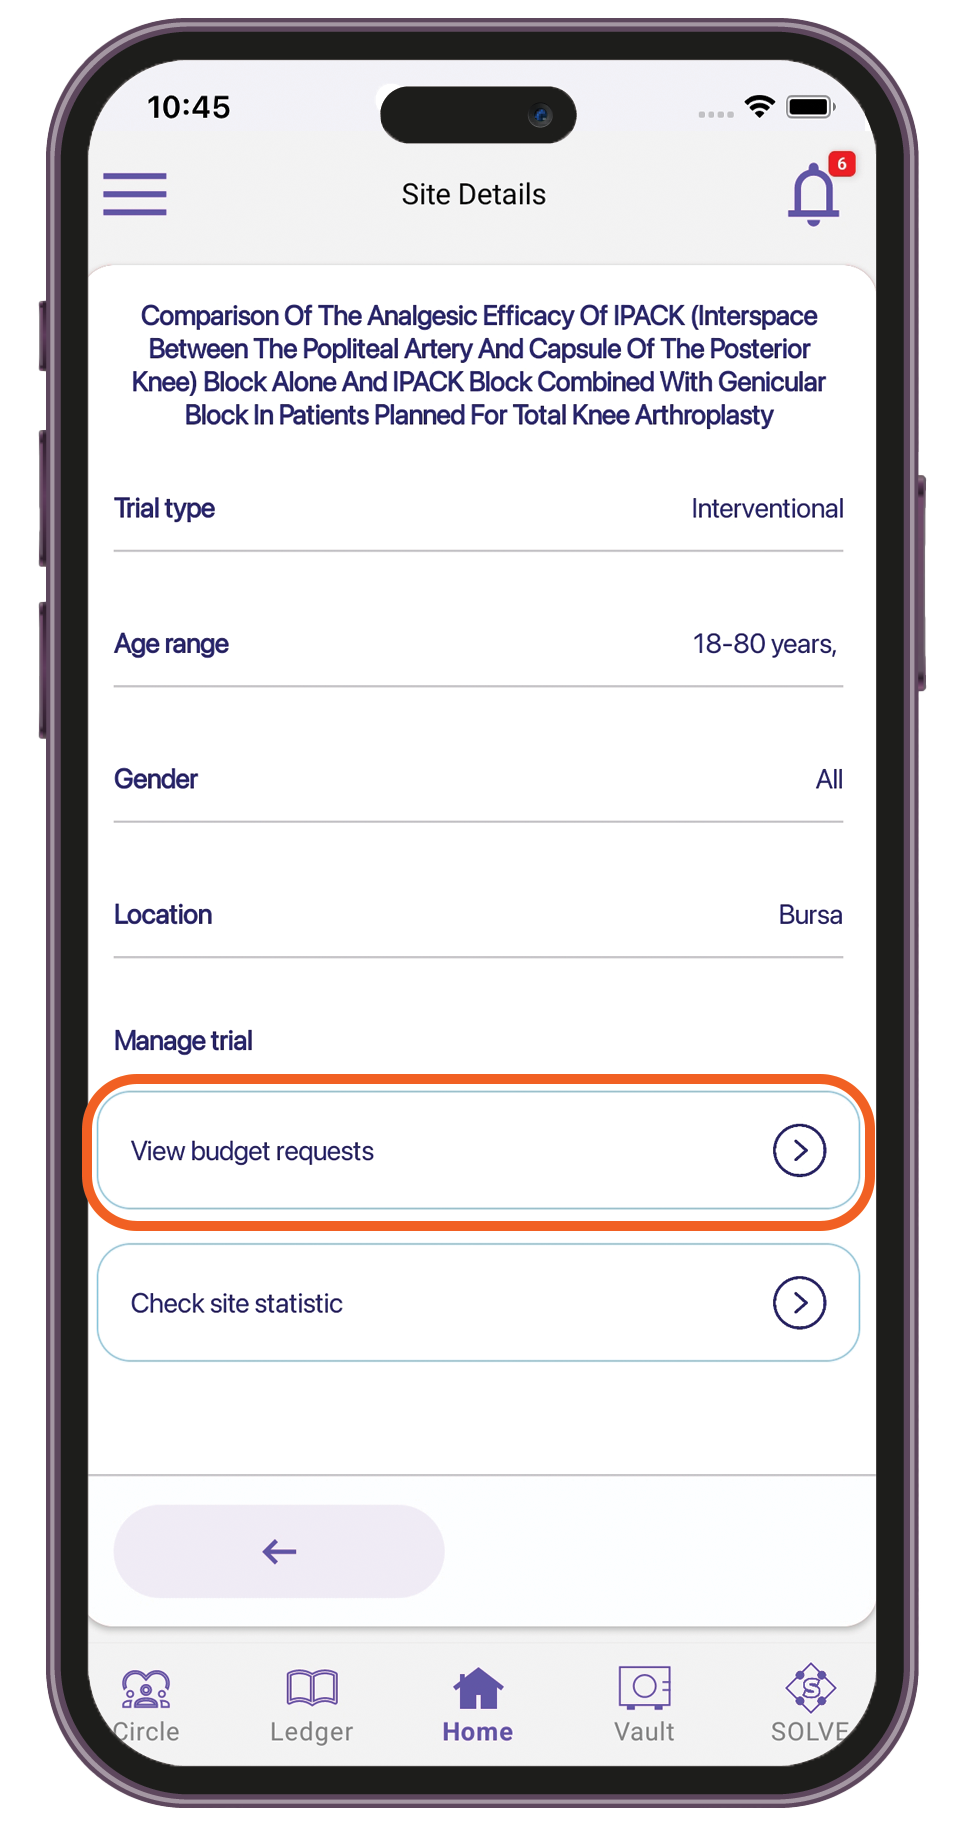 10:45
6
Site Details
Comparison Of The Analgesic Efficacy Of IPACK (Interspace
Between The Popliteal Artery And Capsule Of The Posterior
Knee) Block Alone And IPACK Block Combined With Genicular
Block In Patients Planned For Total Knee Arthroplasty
Trial type Interventional
Age range 18-80 years,
Gender All
Location Bursa
Manage trial
View budget requests
Check site statistic
S
Circle Ledger Home Vault SOLVE